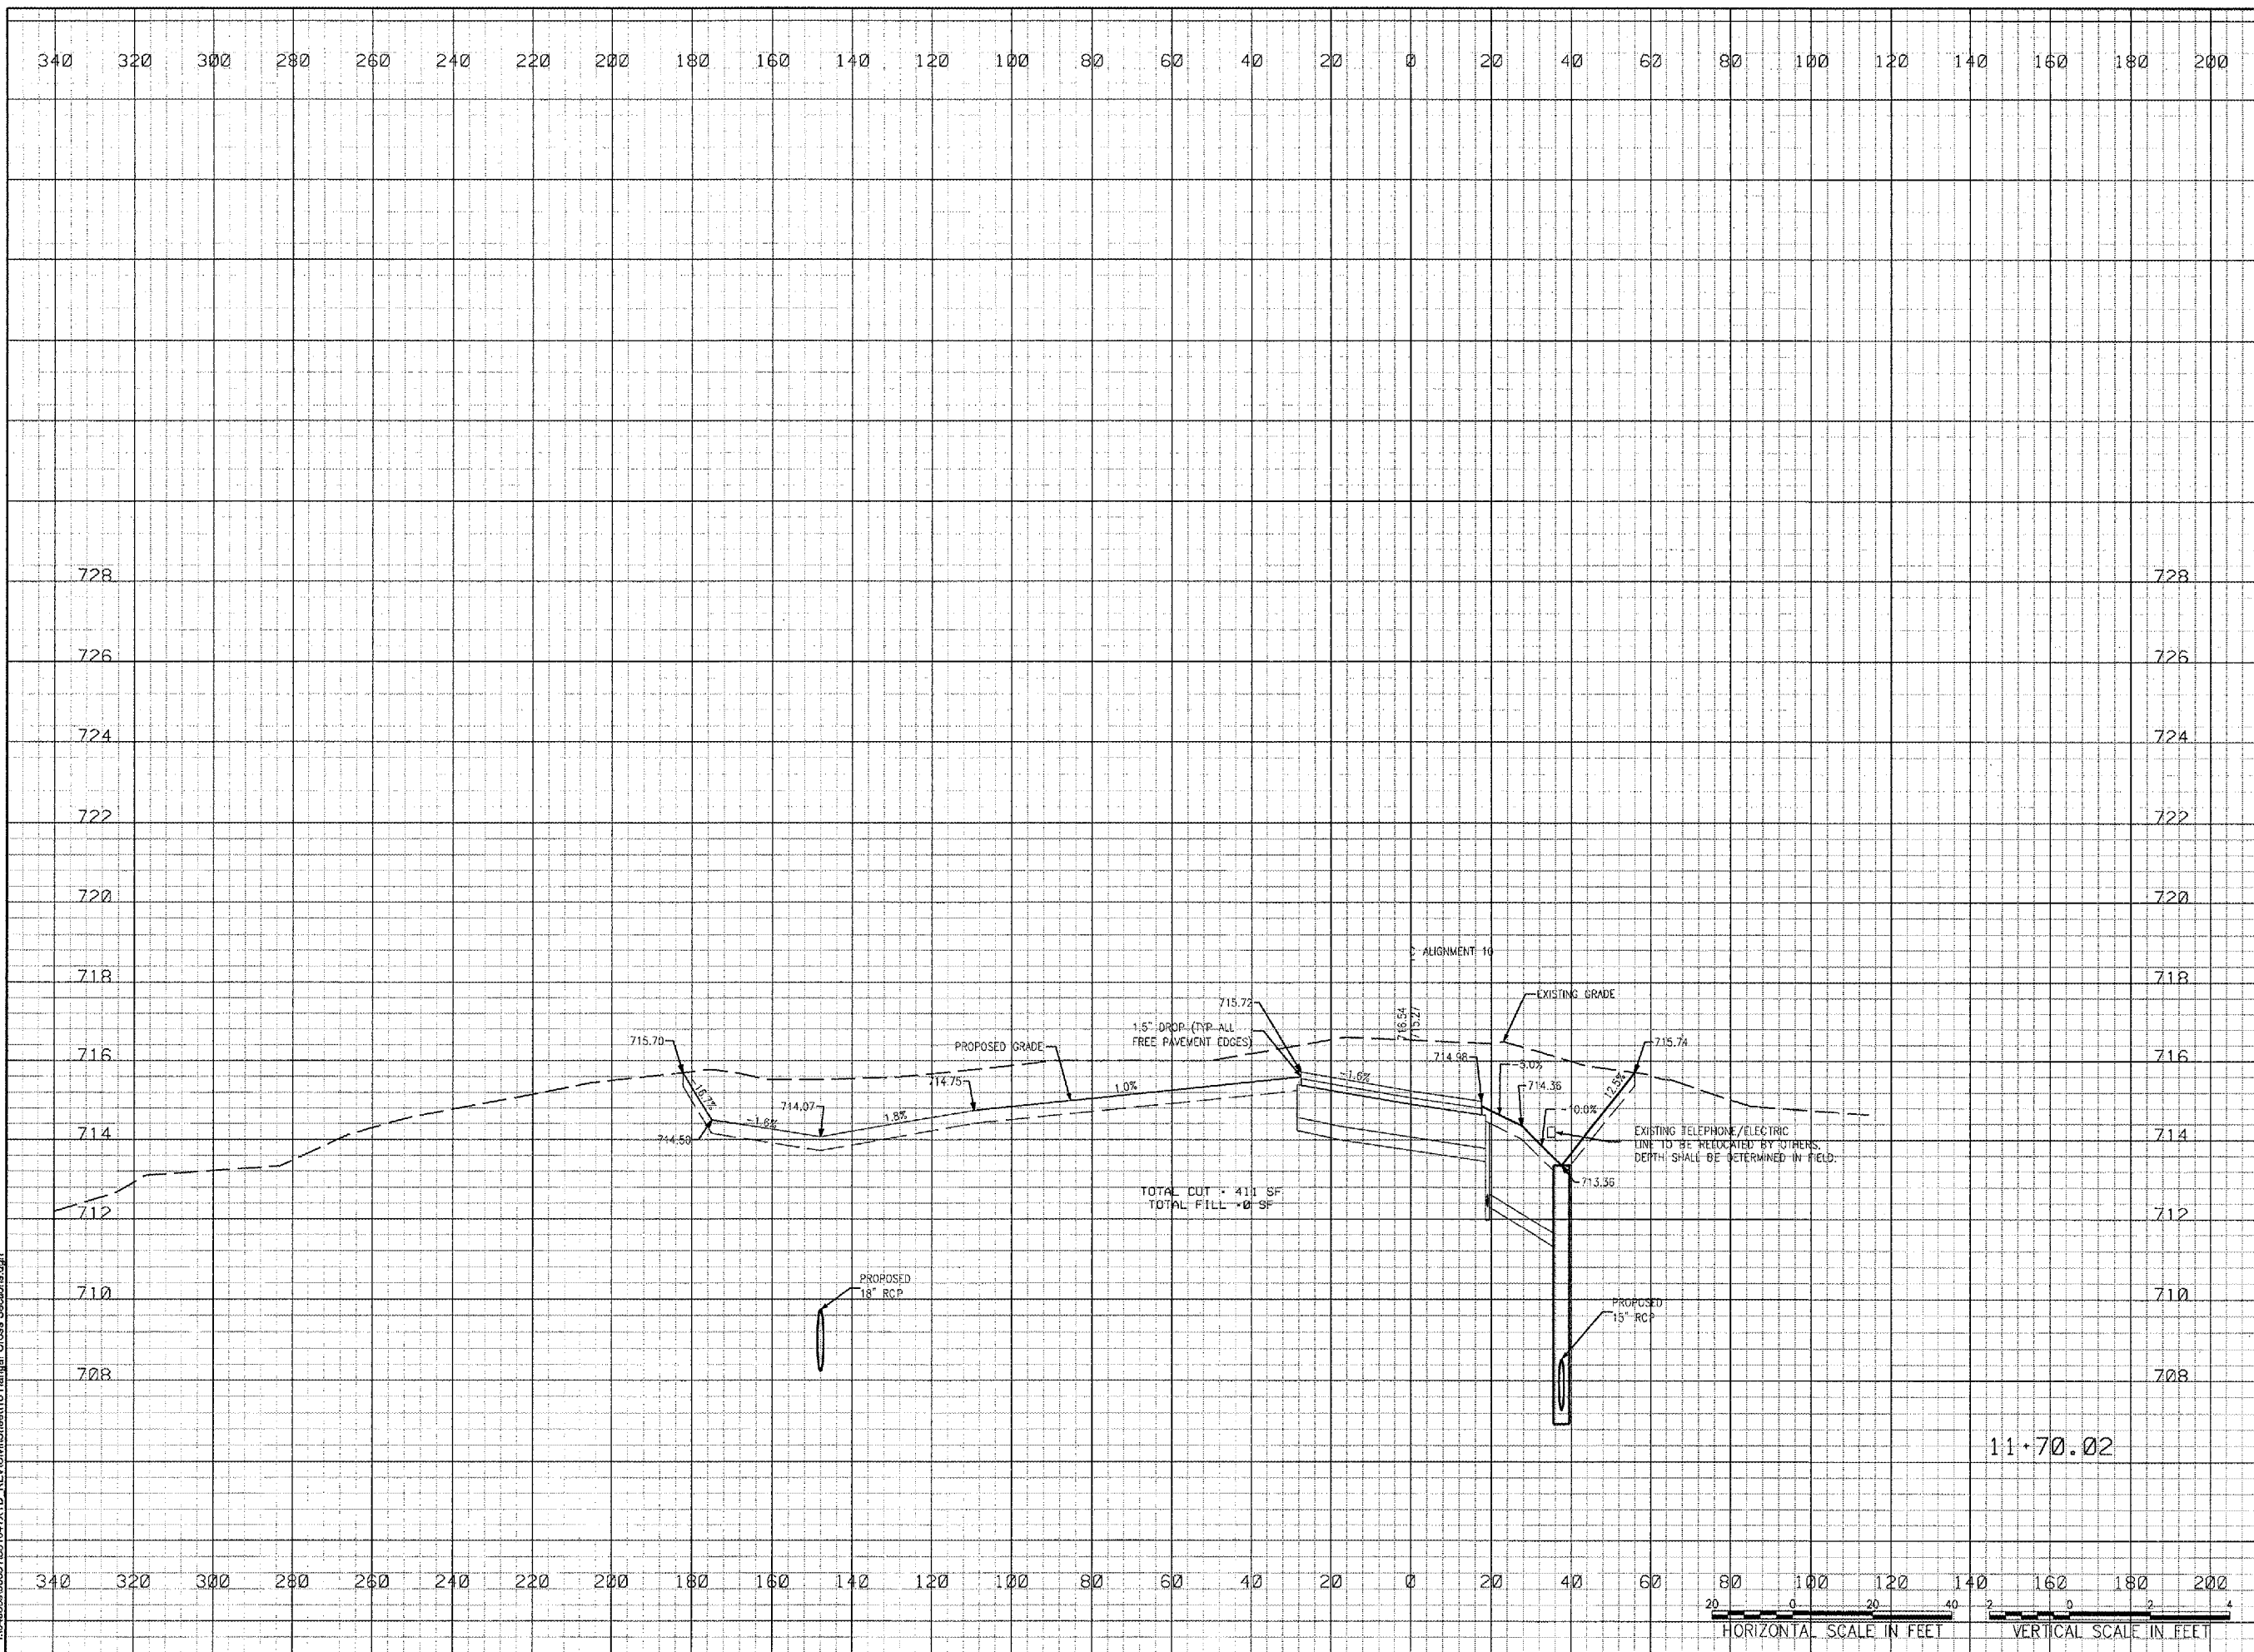 340 320 300 280 260 240 220 200 180 160 140 120 100 80 60 40 20 0 20 40 60 80 100 120 140 160 180 200
728 728
726 726
724 724
722 722
720 720
ALIGNMENT 10
718 718
EXISTING GRADE
715.72
716.54
715.27
1.5" DROP (TYP ALL
FREE PAVEMENT EDGES)
715.70
PROPOSED GRADE
716 716
714.98
715.74
-1.6%
-5.0%
714.36
714.75
1.0%
12.5%
-16.7%
714.07
1.8%
-10.0%
-1.6%
714.50
714 714
EXISTING TELEPHONE/ELECTRIC
LINE TO BE RELOCATED BY OTHERS.
DEPTH SHALL BE DETERMINED IN FIELD.
713.36
TOTAL CUT = 411 SF
TOTAL FILL =0 SF
712 712
PROPOSED
18" RCP
710 710
PROPOSED
15" RCP
708 708
11+70.02
340 320 300 280 260 240 220 200 180 160 140 120 100 80 60 40 20 0 20 40 60 80 100 120 140 160 180 200
20 0 20 40
HORIZONTAL SCALE IN FEET
2 0 2 4
VERTICAL SCALE IN FEET